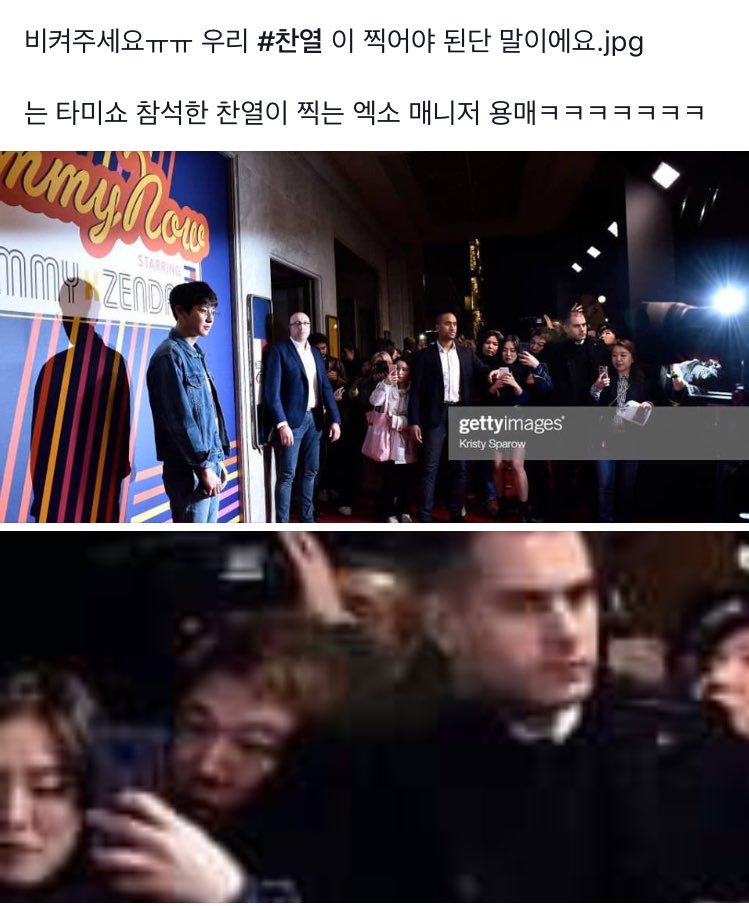 비켜주세요ㅠㅠ 우리 #찬열 이 찍어야 된단 말이에요.jpg
는 타미쇼 참석한 찬열이 찍는 엑소 매니저 용매ㅋㅋㅋㅋㅋㅋㅋ
mmy Now
STARRING
MMY X ZENDA
gettyimages®
Kristy Sparow